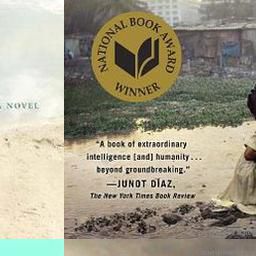 NATIONAL BOOK AWARD
WINNER
NOVEL
"A book of extraordinary
intelligence [and] humanity...
beyond groundbreaking."
—JUNOT DÍAZ,
The New York Times Book Review